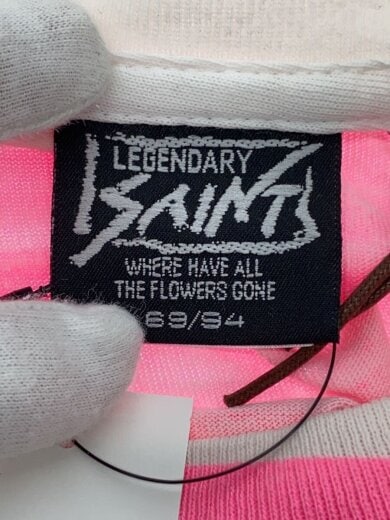 LEGENDARY
SAINTS
WHERE HAVE ALL
THE FLOWERS GONE
69/94